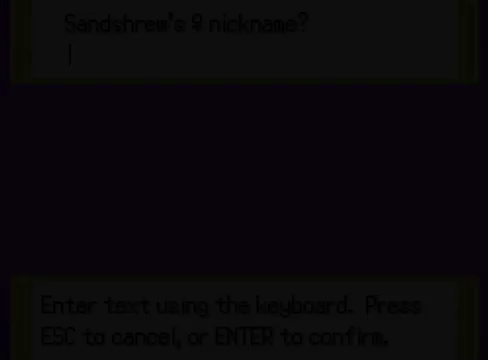 Sandshrew's ♀ nickname?
Enter text using the keyboard. Press
ESC to cancel, or ENTER to confirm.